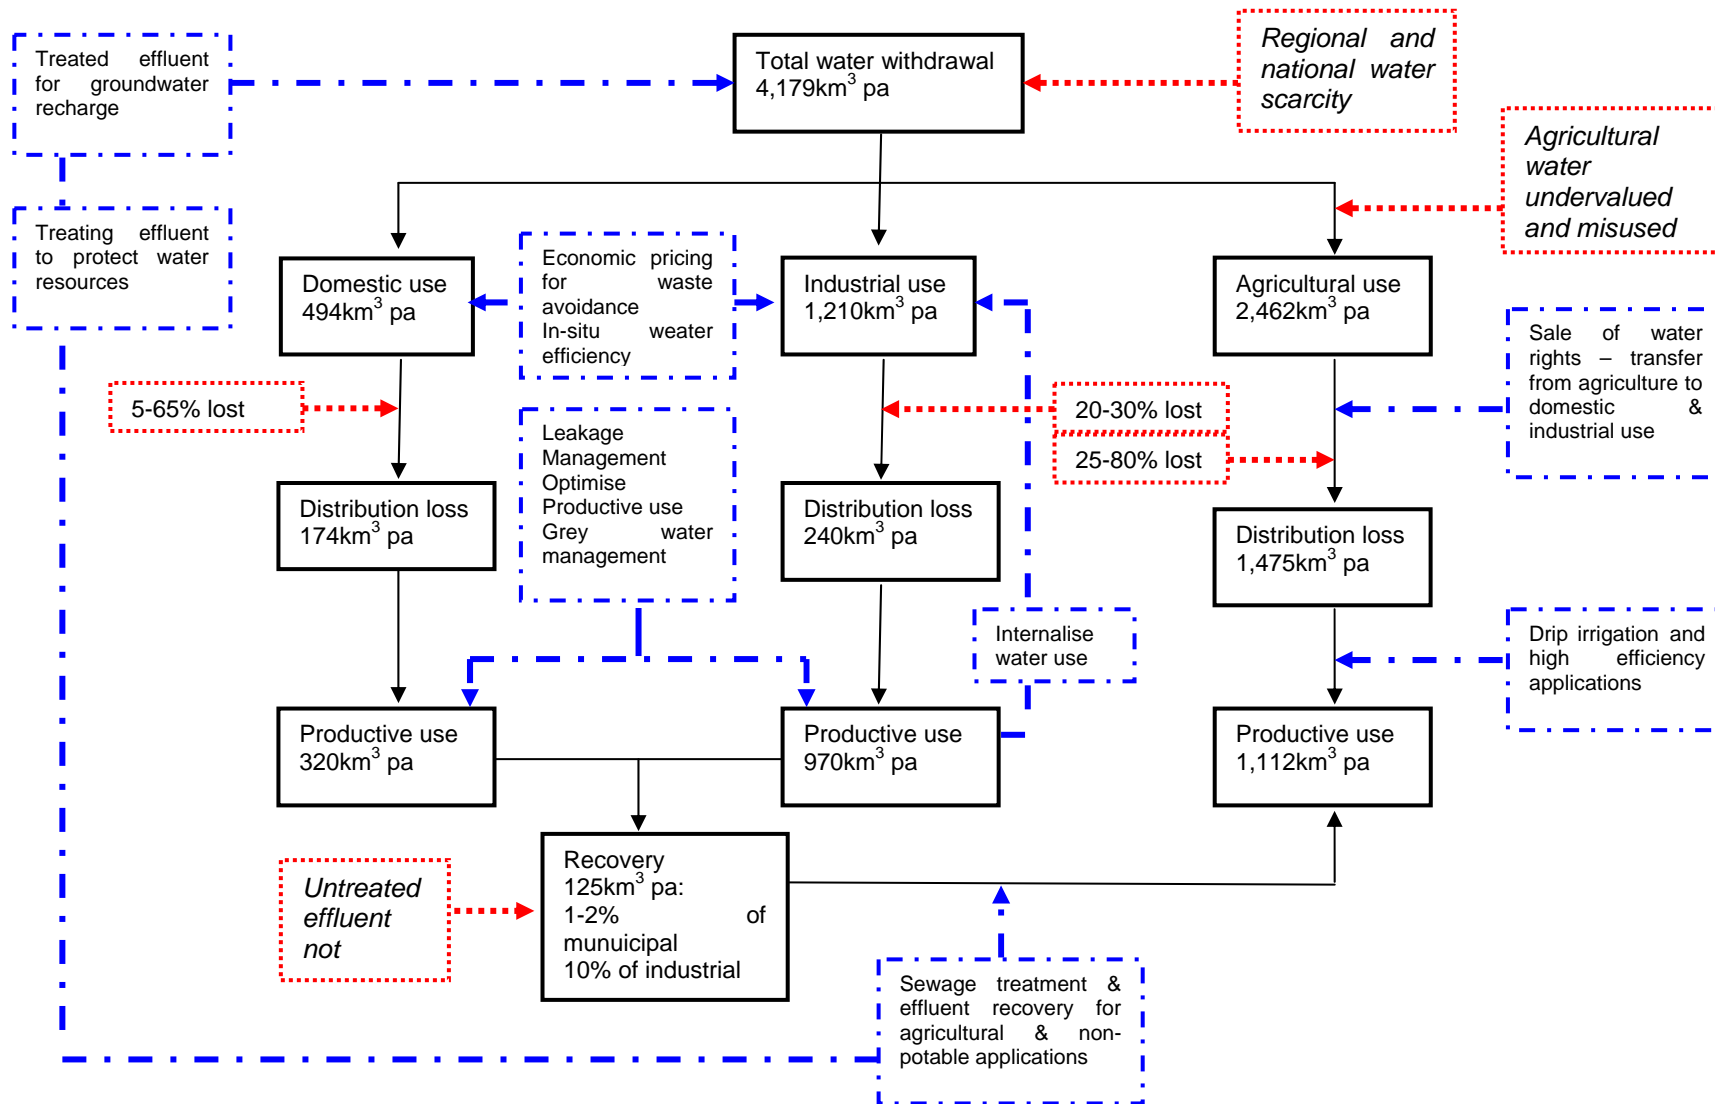 Treated effluent
for groundwater
recharge
Total water withdrawal
4,179km³ pa
Regional and
national water
scarcity
Agricultural
water
undervalued
and misused
Treating effluent
to protect water
resources
Domestic use
494km³ pa
Economic pricing
for waste
avoidance
In-situ weater
efficiency
Industrial use
1,210km³ pa
Agricultural use
2,462km³ pa
Sale of water
rights – transfer
from agriculture to
domestic &
industrial use
5-65% lost
20-30% lost
25-80% lost
Leakage
Management
Optimise
Productive use
Grey water
management
Distribution loss
174km³ pa
Distribution loss
240km³ pa
Distribution loss
1,475km³ pa
Internalise
water use
Drip irrigation and
high efficiency
applications
Productive use
320km³ pa
Productive use
970km³ pa
Productive use
1,112km³ pa
Untreated
effluent
not
Recovery
125km³ pa:
1-2% of
munuicipal
10% of industrial
Sewage treatment &
effluent recovery for
agricultural & non-
potable applications